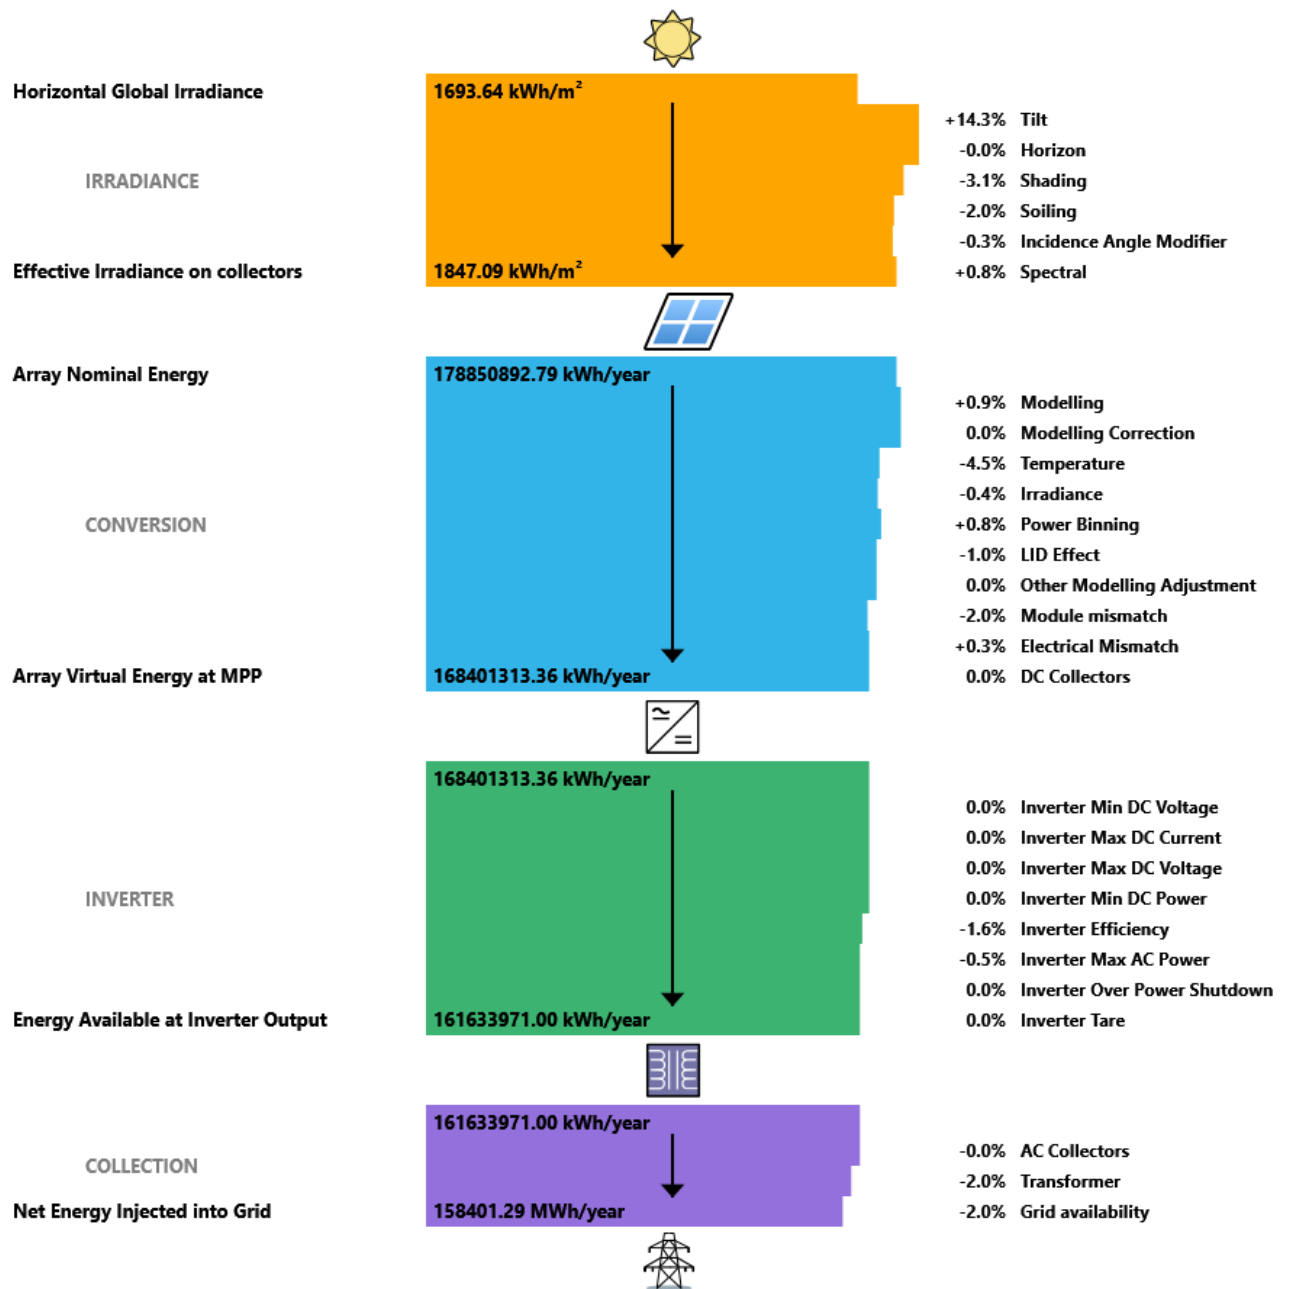 Horizontal Global Irradiance
1693.64 kWh/m²
+14.3% Tilt
-0.0% Horizon
IRRADIANCE
-3.1% Shading
-2.0% Soiling
-0.3% Incidence Angle Modifier
Effective Irradiance on collectors
1847.09 kWh/m²
+0.8% Spectral
Array Nominal Energy
178850892.79 kWh/year
+0.9% Modelling
0.0% Modelling Correction
-4.5% Temperature
-0.4% Irradiance
CONVERSION
+0.8% Power Binning
-1.0% LID Effect
0.0% Other Modelling Adjustment
-2.0% Module mismatch
+0.3% Electrical Mismatch
Array Virtual Energy at MPP
168401313.36 kWh/year
0.0% DC Collectors
168401313.36 kWh/year
0.0% Inverter Min DC Voltage
0.0% Inverter Max DC Current
0.0% Inverter Max DC Voltage
INVERTER
0.0% Inverter Min DC Power
-1.6% Inverter Efficiency
-0.5% Inverter Max AC Power
0.0% Inverter Over Power Shutdown
Energy Available at Inverter Output
161633971.00 kWh/year
0.0% Inverter Tare
161633971.00 kWh/year
-0.0% AC Collectors
COLLECTION
-2.0% Transformer
Net Energy Injected into Grid
158401.29 MWh/year
-2.0% Grid availability